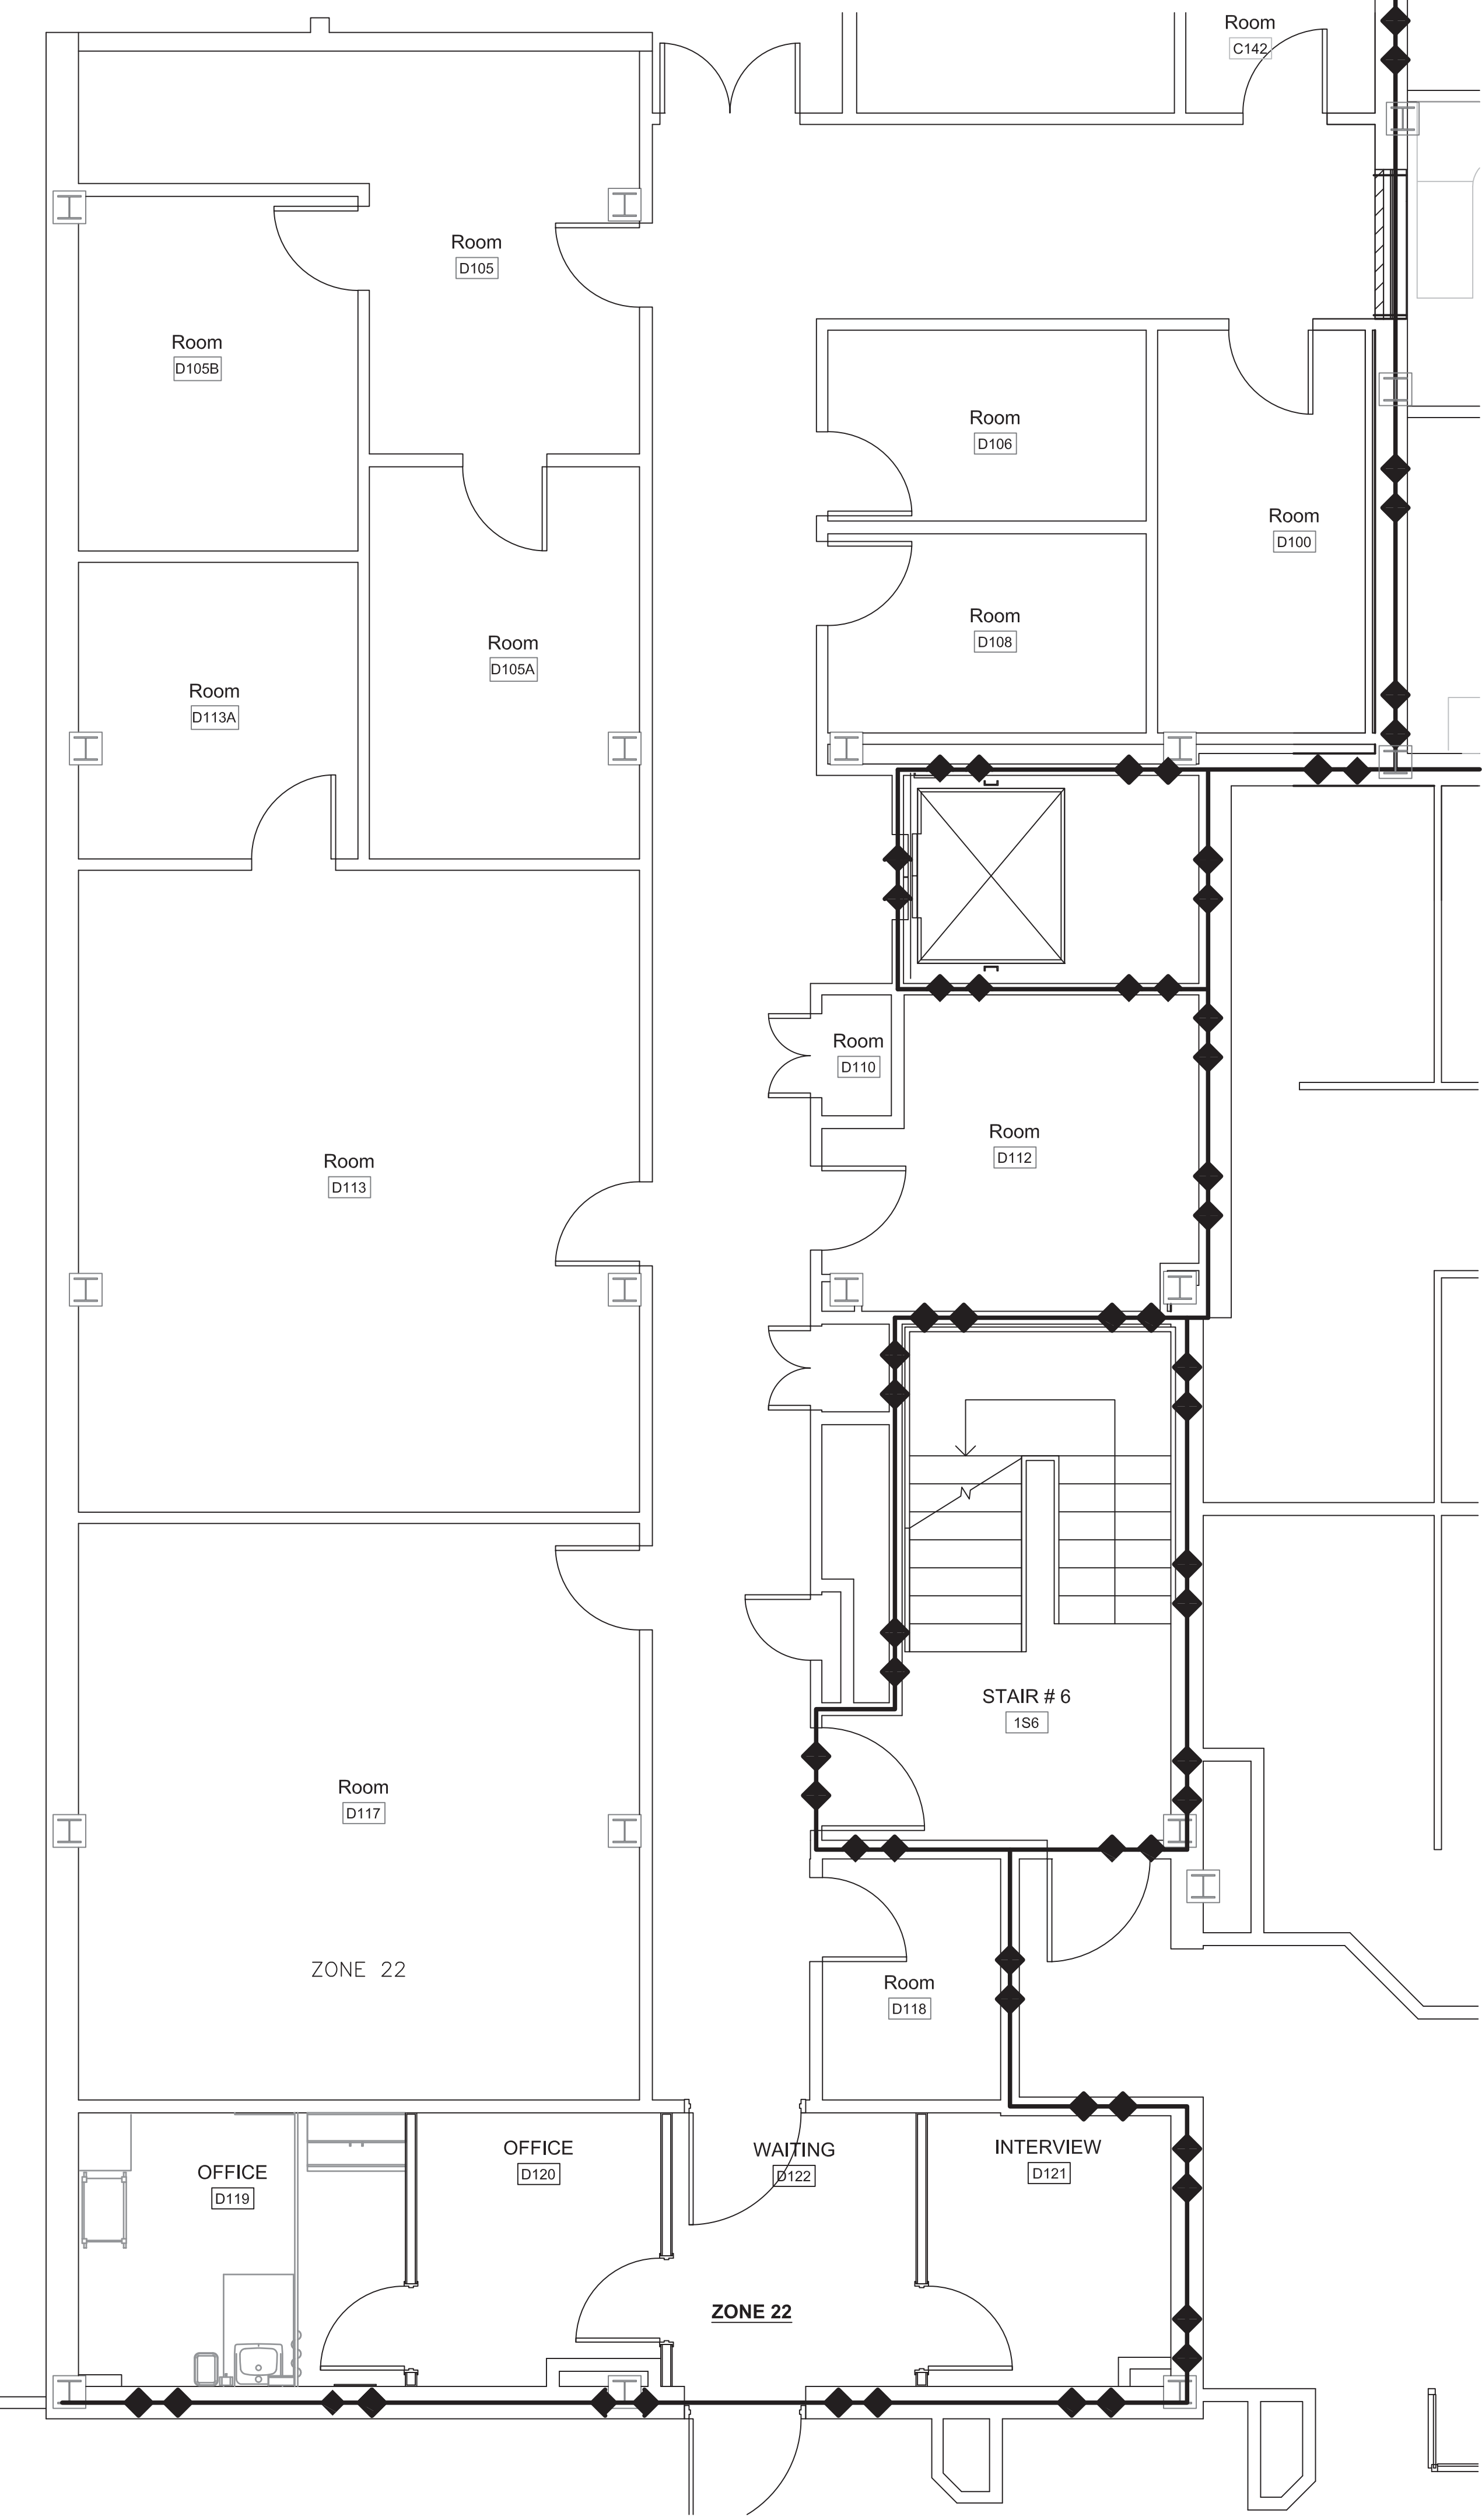 Room
C142
Room
D105
Room
D105B
Room
D106
Room
D100
Room
D108
Room
D105A
Room
D113A
Room
D110
Room
D112
Room
D113
STAIR # 6
1S6
Room
D117
ZONE 22
Room
D118
OFFICE
D119
OFFICE
D120
WAITING
D122
INTERVIEW
D121
ZONE 22